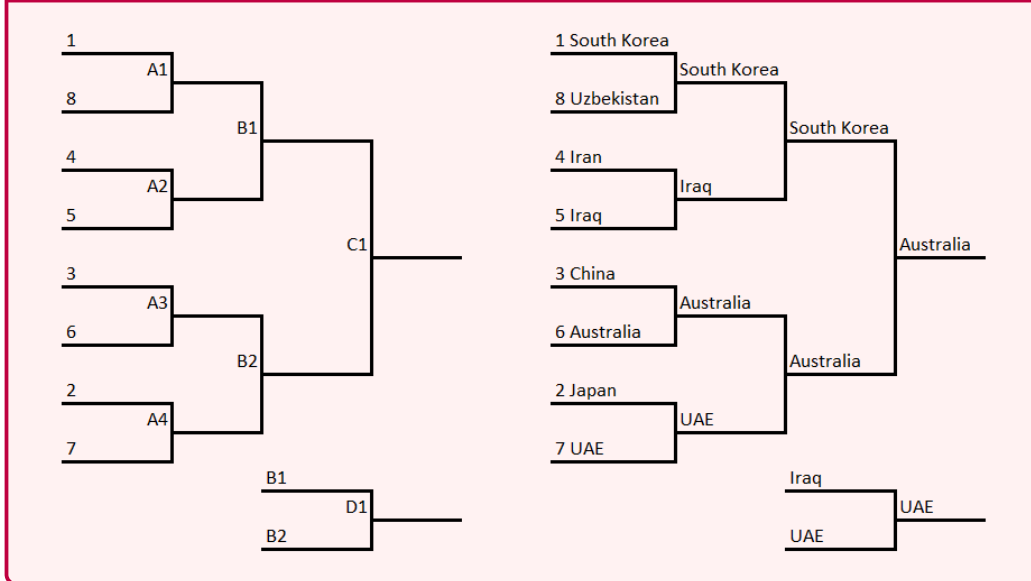 1
A1
8
B1
4
A2
5
C1
3
A3
6
B2
2
A4
7
B1
D1
B2
1 South Korea
South Korea
8 Uzbekistan
South Korea
4 Iran
Iraq
5 Iraq
Australia
3 China
Australia
6 Australia
Australia
2 Japan
UAE
7 UAE
Iraq
UAE
UAE